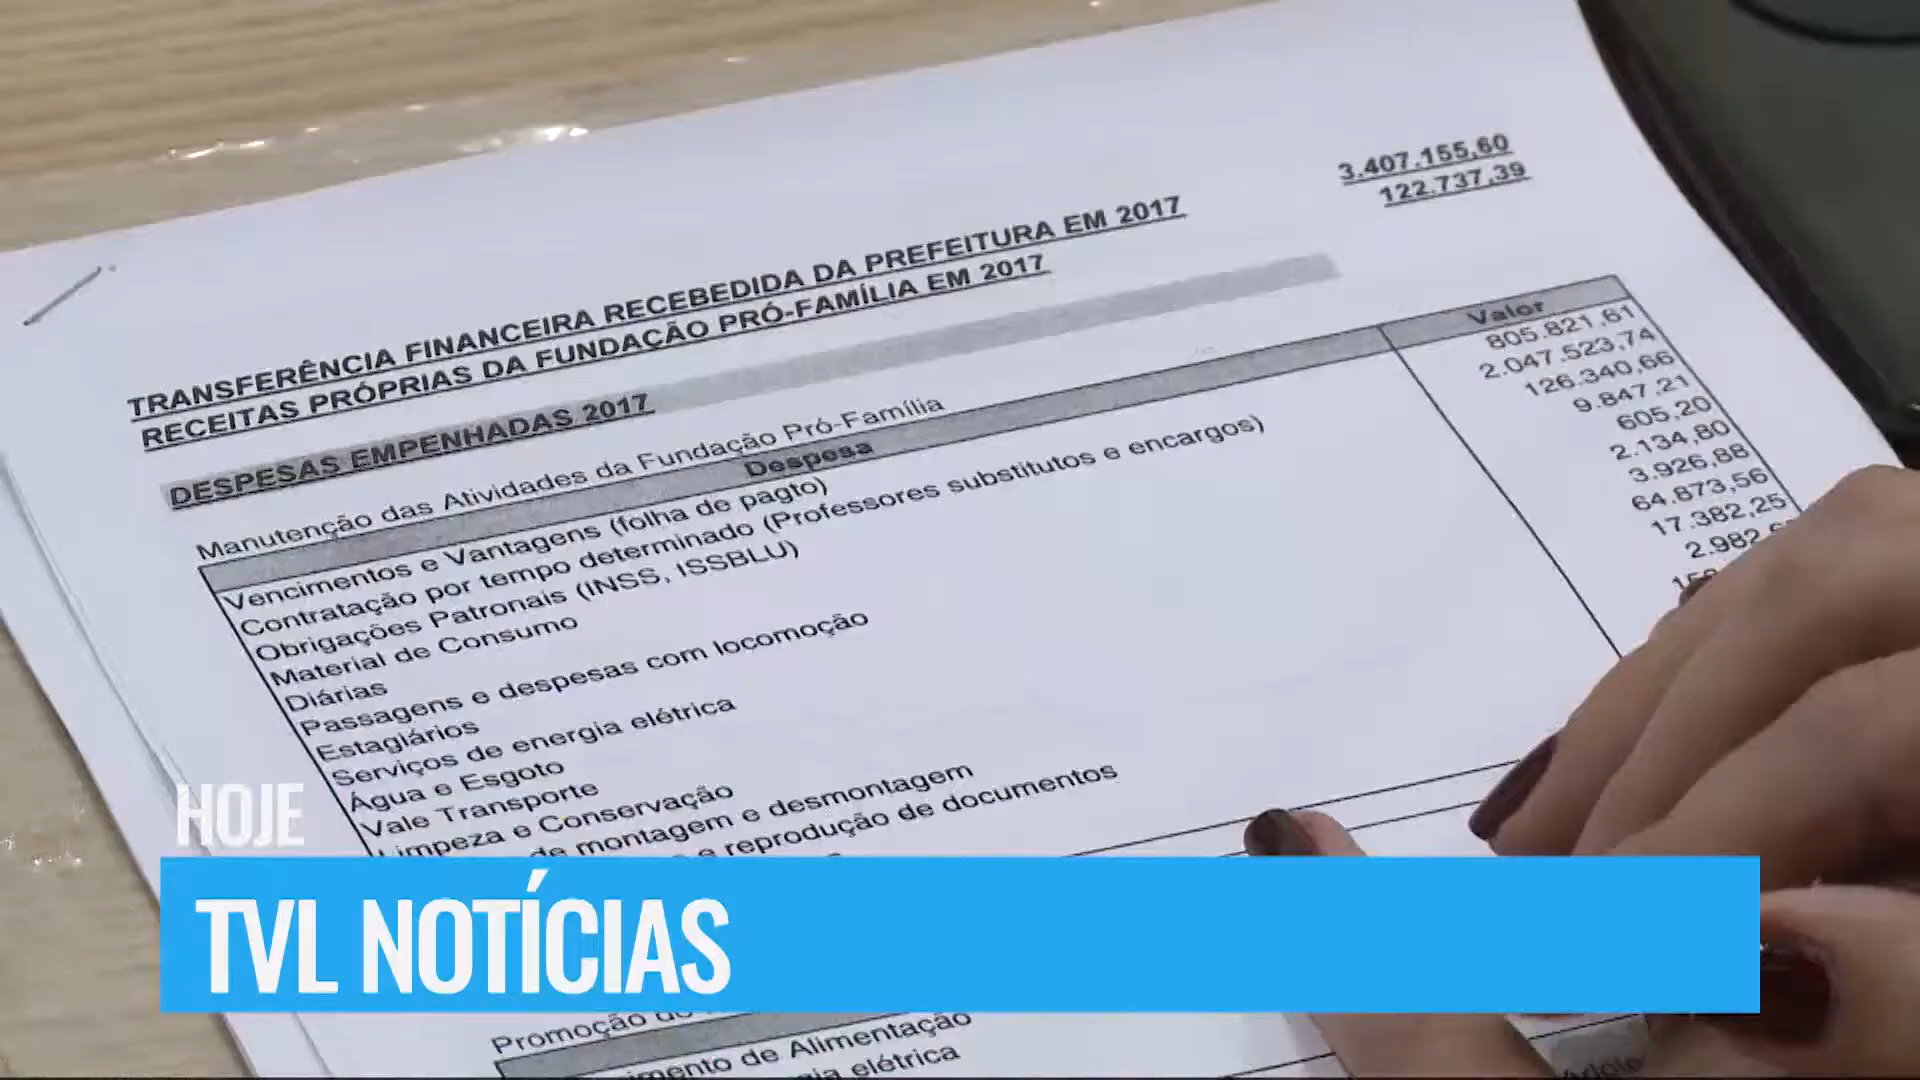 3.407.155,60
122.737,39
TRANSFERÊNCIA FINANCEIRA RECEBEDIDA DA PREFEITURA EM 2017
RECEITAS PRÓPRIAS DA FUNDAÇÃO PRÓ-FAMÍLIA EM 2017
DESPESAS EMPENHADAS 2017
Manutenção das Atividades da Fundação Pró-Família
Despesa Valor
Vencimentos e Vantagens (folha de pagto) 805.821,61
Contratação por tempo determinado (Professores substitutos e encargos) 2.047.523,74
Obrigações Patronais (INSS, ISSBLU) 126.340,66
Material de Consumo 9.847,21
Diárias 605,20
Passagens e despesas com locomoção 2.134,80
Estagiários 3.926,88
Serviços de energia elétrica 64.873,56
Água e Esgoto 17.382,25
Vale Transporte 2.982,6
Limpeza e Conservação
de montagem e desmontagem
e reprodução de documentos
HOJE
TVL NOTÍCIAS
Promoção
de Alimentação
elétrica